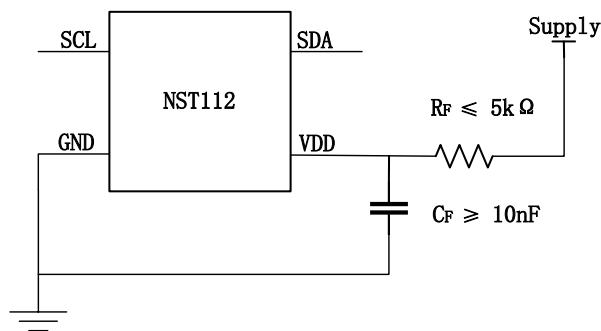 Supply
SCL
SDA
NST112
RF ≤ 5kΩ
GND
VDD
CF ≥ 10nF